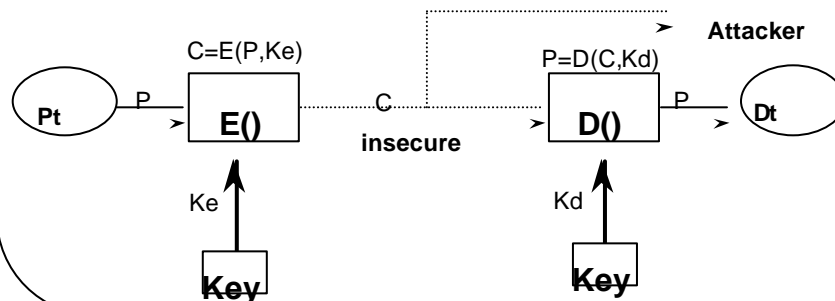 Attacker
C=E(P,Ke)
P=D(C,Kd)
Pt
P
E()
C
insecure
D()
P
Dt
Ke
Kd
Key
Key